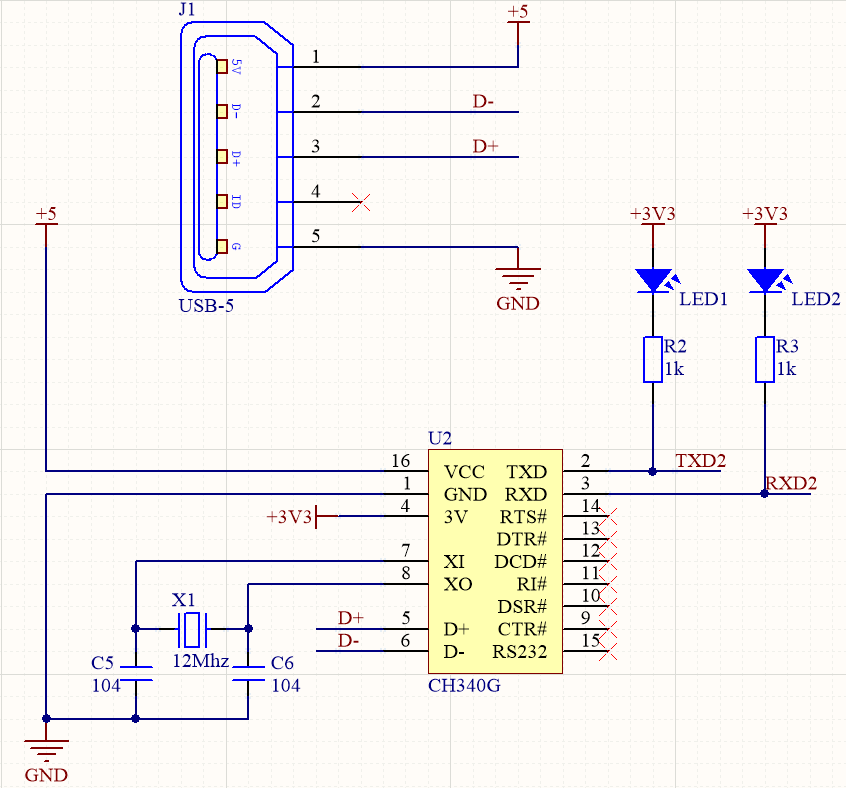 J1
+5
5V
1
D-
2
D-
D+
3
D+
ID
4
G
5
USB-5
GND
+5
+3V3
+3V3
LED1
LED2
R2
1k
R3
1k
U2
16
VCC
TXD
2
TXD2
1
GND
RXD
3
RXD2
+3V3
4
3V
RTS#
14
DTR#
13
7
XI
DCD#
12
8
XO
RI#
11
DSR#
10
X1
12Mhz
D+
5
D+
CTR#
9
D-
6
D-
RS232
15
C5
104
C6
104
CH340G
GND